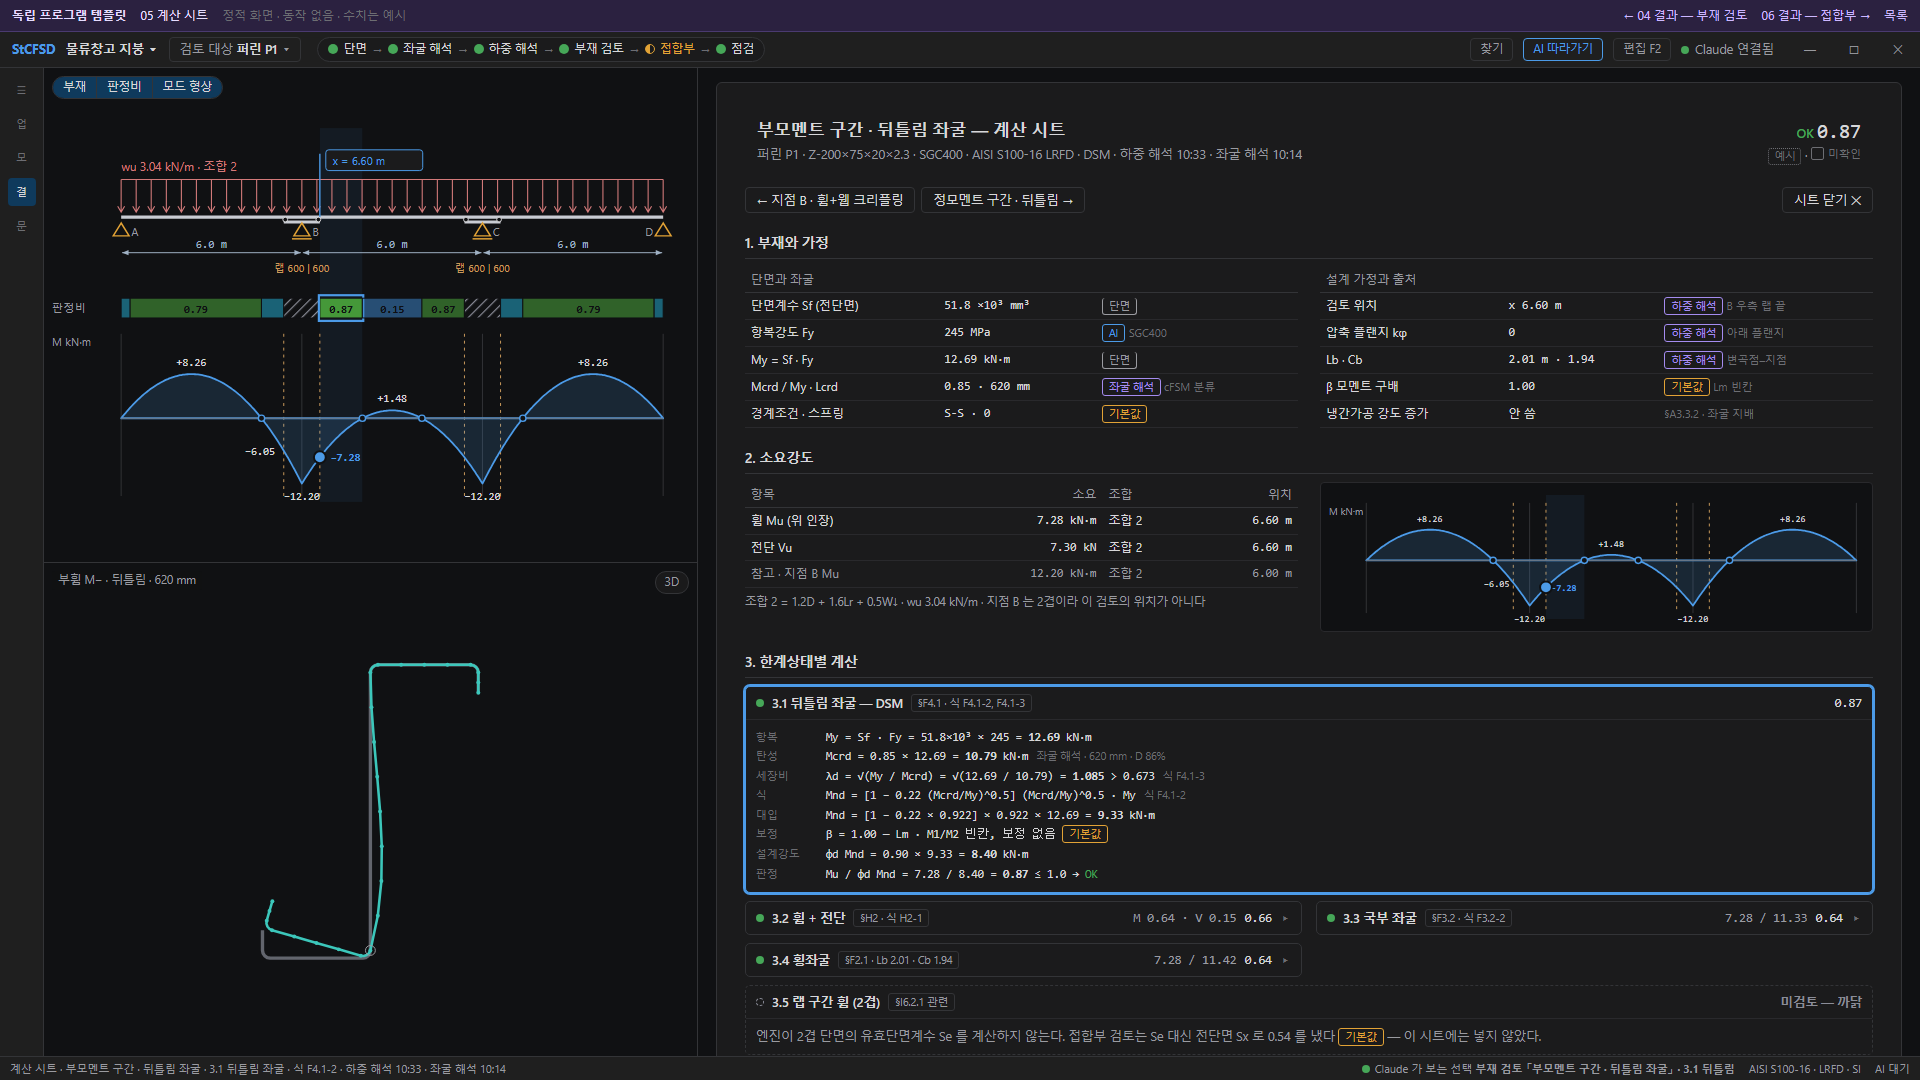 독립 프로그램 템플릿 05 계산 시트 정적 화면 · 동작 없음 · 수치는 예시 ← 04 결과 — 부재 검토 06 결과 — 접합부 → 목록
StCFSD 물류창고 지붕 ▾ 검토 대상 퍼린 P1 ▾ 단면 → 좌굴 해석 → 하중 해석 → 부재 검토 → 접합부 → 점검 찾기 AI 따라가기 편집 F2 Claude 연결됨
업
모
결
문
부재 판정비 모드 형상
wu 3.04 kN/m · 조합 2
x = 6.60 m
A B C D
6.0 m 6.0 m 6.0 m
랩 600 | 600 랩 600 | 600
판정비 0.79 0.87 0.15 0.87 0.79
M kN·m
+8.26 +1.48 +8.26
−6.05 −7.28
−12.20 −12.20
부휨 M− · 뒤틀림 · 620 mm 3D
부모멘트 구간 · 뒤틀림 좌굴 — 계산 시트 OK 0.87
퍼린 P1 · Z-200×75×20×2.3 · SGC400 · AISI S100-16 LRFD · DSM · 하중 해석 10:33 · 좌굴 해석 10:14 예시 · 미확인
← 지점 B · 휨+웹 크리플링 정모멘트 구간 · 뒤틀림 → 시트 닫기 ✕
1. 부재와 가정
단면과 좌굴
단면계수 Sf (전단면) 51.8 ×10³ mm³ 단면
항복강도 Fy 245 MPa AI SGC400
My = Sf · Fy 12.69 kN·m 단면
Mcrd / My · Lcrd 0.85 · 620 mm 좌굴 해석 cFSM 분류
경계조건 · 스프링 S-S · 0 기본값
설계 가정과 출처
검토 위치 x 6.60 m 하중 해석 B 우측 랩 끝
압축 플랜지 kφ 0 하중 해석 아래 플랜지
Lb · Cb 2.01 m · 1.94 하중 해석 변곡점–지점
β 모멘트 구배 1.00 기본값 Lm 빈칸
냉간가공 강도 증가 안 씀 §A3.3.2 · 좌굴 지배
2. 소요강도
항목 소요 조합 위치
휨 Mu (위 인장) 7.28 kN·m 조합 2 6.60 m
전단 Vu 7.30 kN 조합 2 6.60 m
참고 · 지점 B Mu 12.20 kN·m 조합 2 6.00 m
조합 2 = 1.2D + 1.6Lr + 0.5W↓ · wu 3.04 kN/m · 지점 B 는 2겹이라 이 검토의 위치가 아니다
M kN·m
+8.26 +1.48 +8.26
−6.05 −7.28
−12.20 −12.20
3. 한계상태별 계산
3.1 뒤틀림 좌굴 — DSM §F4.1 · 식 F4.1-2, F4.1-3 0.87
항복 My = Sf · Fy = 51.8×10³ × 245 = 12.69 kN·m
탄성 Mcrd = 0.85 × 12.69 = 10.79 kN·m 좌굴 해석 · 620 mm · D 86%
세장비 λd = √(My / Mcrd) = √(12.69 / 10.79) = 1.085 > 0.673 식 F4.1-3
식 Mnd = [1 − 0.22 (Mcrd/My)^0.5] (Mcrd/My)^0.5 · My 식 F4.1-2
대입 Mnd = [1 − 0.22 × 0.922] × 0.922 × 12.69 = 9.33 kN·m
보정 β = 1.00 — Lm · M1/M2 빈칸, 보정 없음 기본값
설계강도 ϕd Mnd = 0.90 × 9.33 = 8.40 kN·m
판정 Mu / ϕd Mnd = 7.28 / 8.40 = 0.87 ≤ 1.0 → OK
3.2 휨 + 전단 §H2 · 식 H2-1 M 0.64 · V 0.15 0.66 ▸
3.3 국부 좌굴 §F3.2 · 식 F3.2-2 7.28 / 11.33 0.64 ▸
3.4 횡좌굴 §F2.1 · Lb 2.01 · Cb 1.94 7.28 / 11.42 0.64 ▸
3.5 랩 구간 휨 (2겹) §I6.2.1 관련 미검토 — 까닭
엔진이 2겹 단면의 유효단면계수 Se 를 계산하지 않는다. 접합부 검토는 Se 대신 전단면 Sx 로 0.54 를 냈다 기본값 — 이 시트에는 넣지 않았다.
계산 시트 · 부모멘트 구간 · 뒤틀림 좌굴 · 3.1 뒤틀림 좌굴 · 식 F4.1-2 · 하중 해석 10:33 · 좌굴 해석 10:14 Claude 가 보는 선택 부재 검토 「부모멘트 구간 · 뒤틀림 좌굴」 · 3.1 뒤틀림 AISI S100-16 · LRFD · SI AI 대기